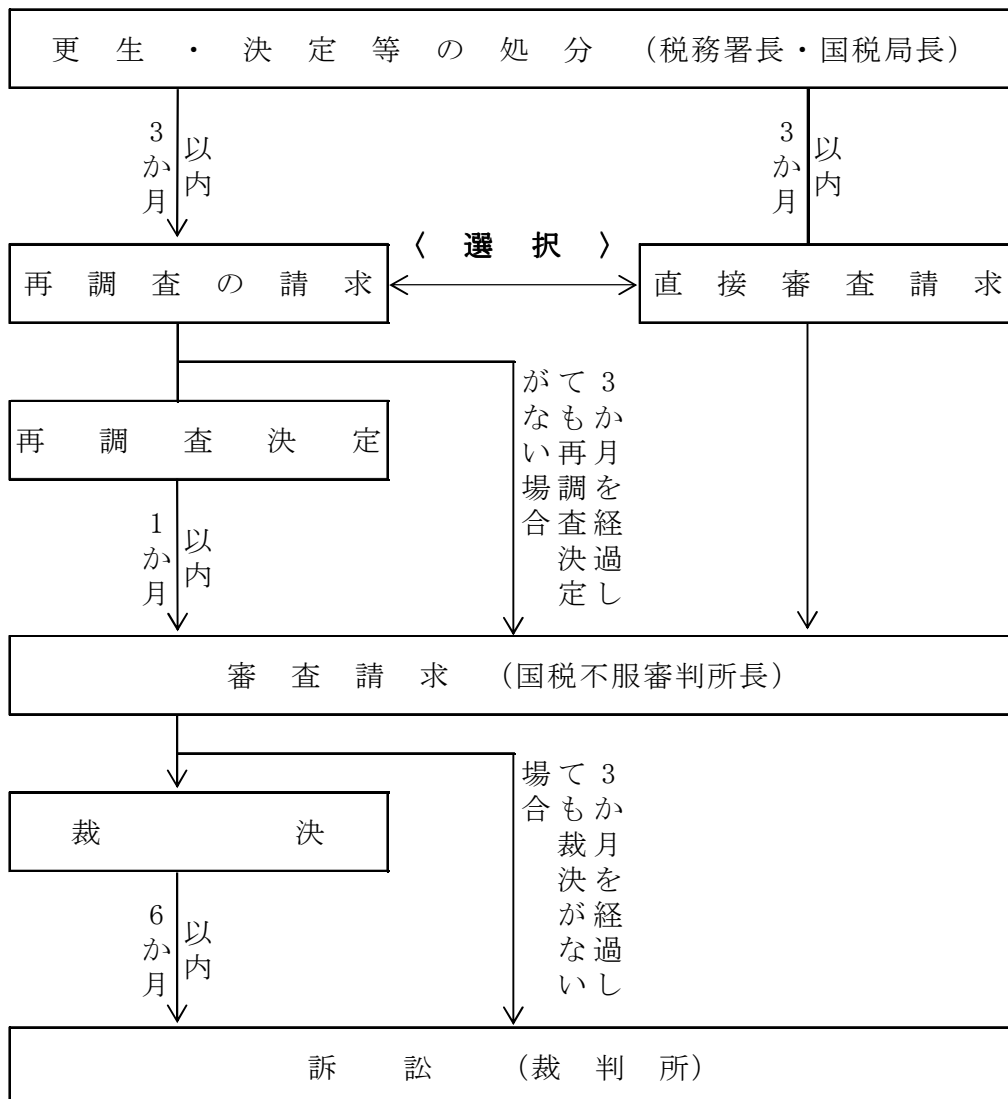 更生・決定等の処分（税務署長・国税局長）
3か月
以内
3か月
以内
〈選択〉
再調査の請求
直接審査請求
3か月を経過し
ても再調査決定
がない場合
再調査決定
1か月
以内
審査請求（国税不服審判所長）
3か月を経過し
ても裁決がない
場合
裁決
6か月
以内
訴訟（裁判所）